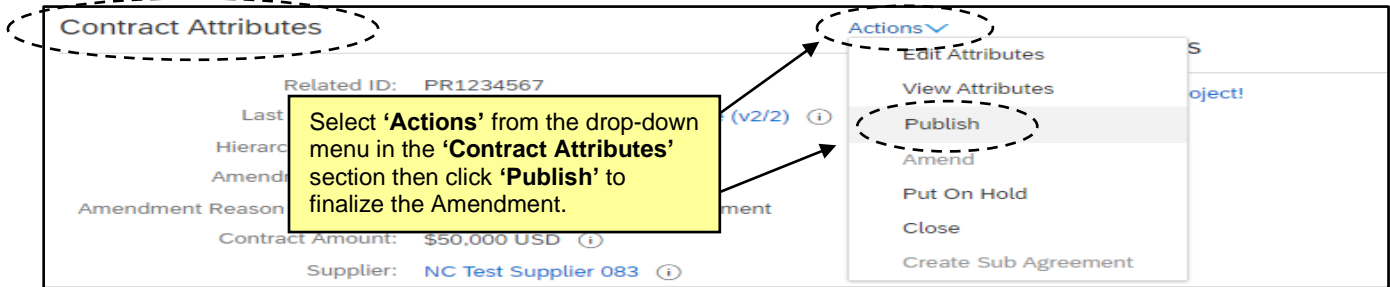 Contract Attributes
Actions
Edit Attributes
s
Related ID: PR1234567
View Attributes
oject!
Last
(v2/2)
Publish
Select ‘Actions’ from the drop-down
menu in the ‘Contract Attributes’
section then click ‘Publish’ to
finalize the Amendment.
Hierarc
Amend
Amend
Put On Hold
Amendment Reason
ment
Close
Contract Amount: $50,000 USD
Create Sub Agreement
Supplier: NC Test Supplier 083